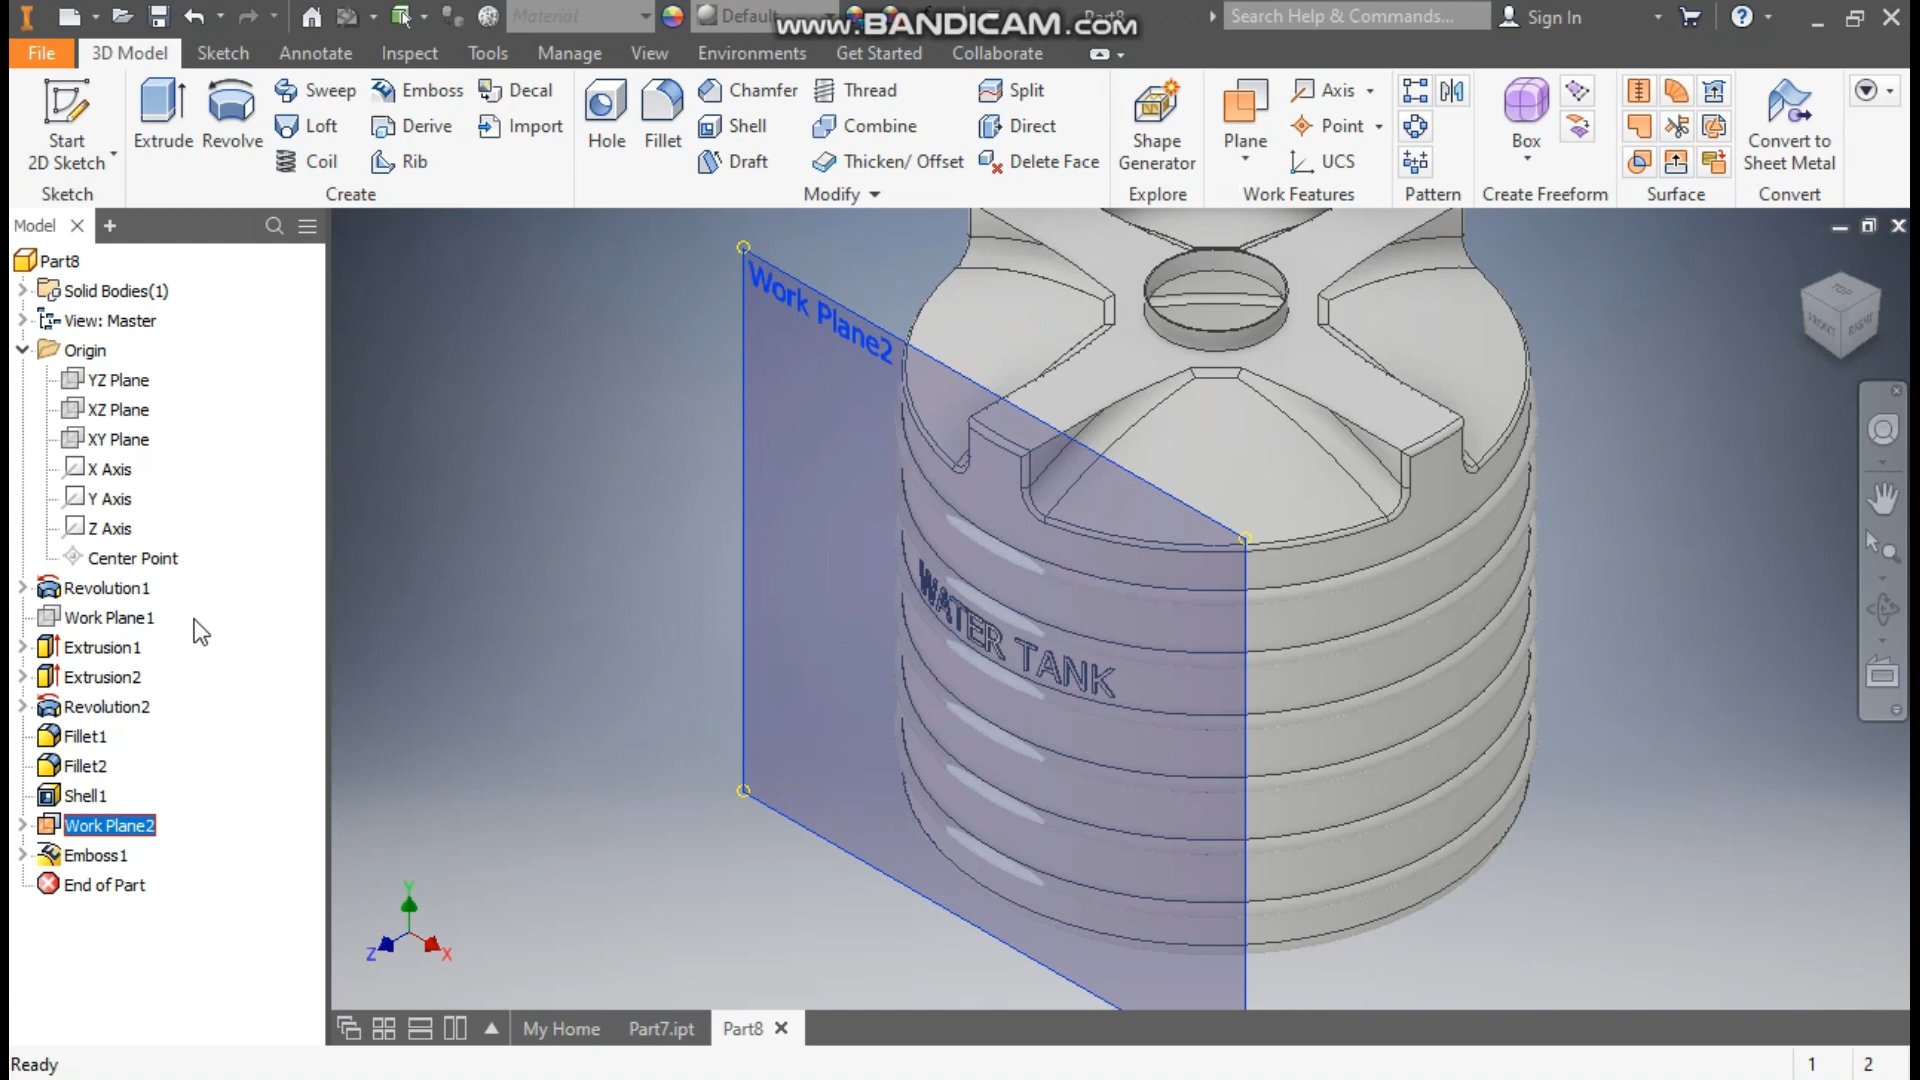 Material
Default
www.BANDICAM.com
Part8
Search Help & Commands...
Sign In
File
3D Model
Sketch
Annotate
Inspect
Tools
Manage
View
Environments
Get Started
Collaborate
Start
2D Sketch
Extrude
Revolve
Sweep
Loft
Coil
Emboss
Derive
Rib
Decal
Import
Hole
Fillet
Chamfer
Shell
Draft
Thread
Combine
Thicken/ Offset
Split
Direct
Delete Face
Shape
Generator
Plane
Axis
Point
UCS
Box
Convert to
Sheet Metal
Sketch
Create
Modify
Explore
Work Features
Pattern
Create Freeform
Surface
Convert
Model
Part8
Solid Bodies(1)
View: Master
Origin
YZ Plane
XZ Plane
XY Plane
X Axis
Y Axis
Z Axis
Center Point
Revolution1
Work Plane1
Extrusion1
Extrusion2
Revolution2
Fillet1
Fillet2
Shell1
Work Plane2
Emboss1
End of Part
Work Plane2
WATER TANK
TOP
FRONT
RIGHT
Y
Z
X
My Home
Part7.ipt
Part8
Ready
1
2